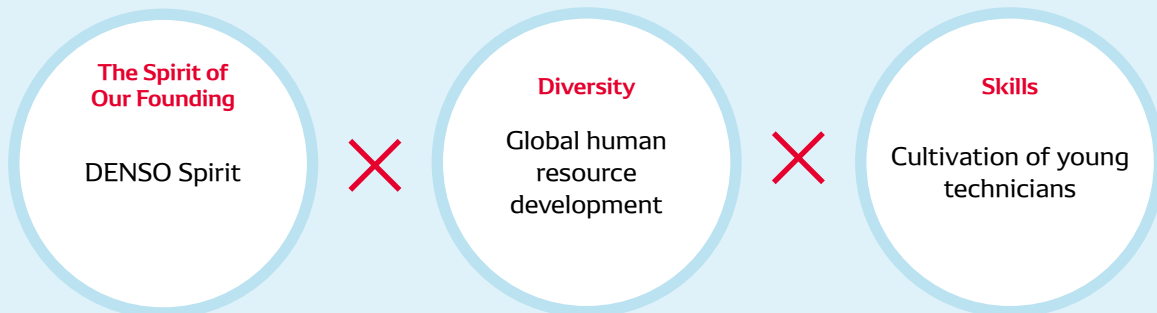 The Spirit of
Our Founding
DENSO Spirit
Diversity
Global human
resource
development
Skills
Cultivation of young
technicians